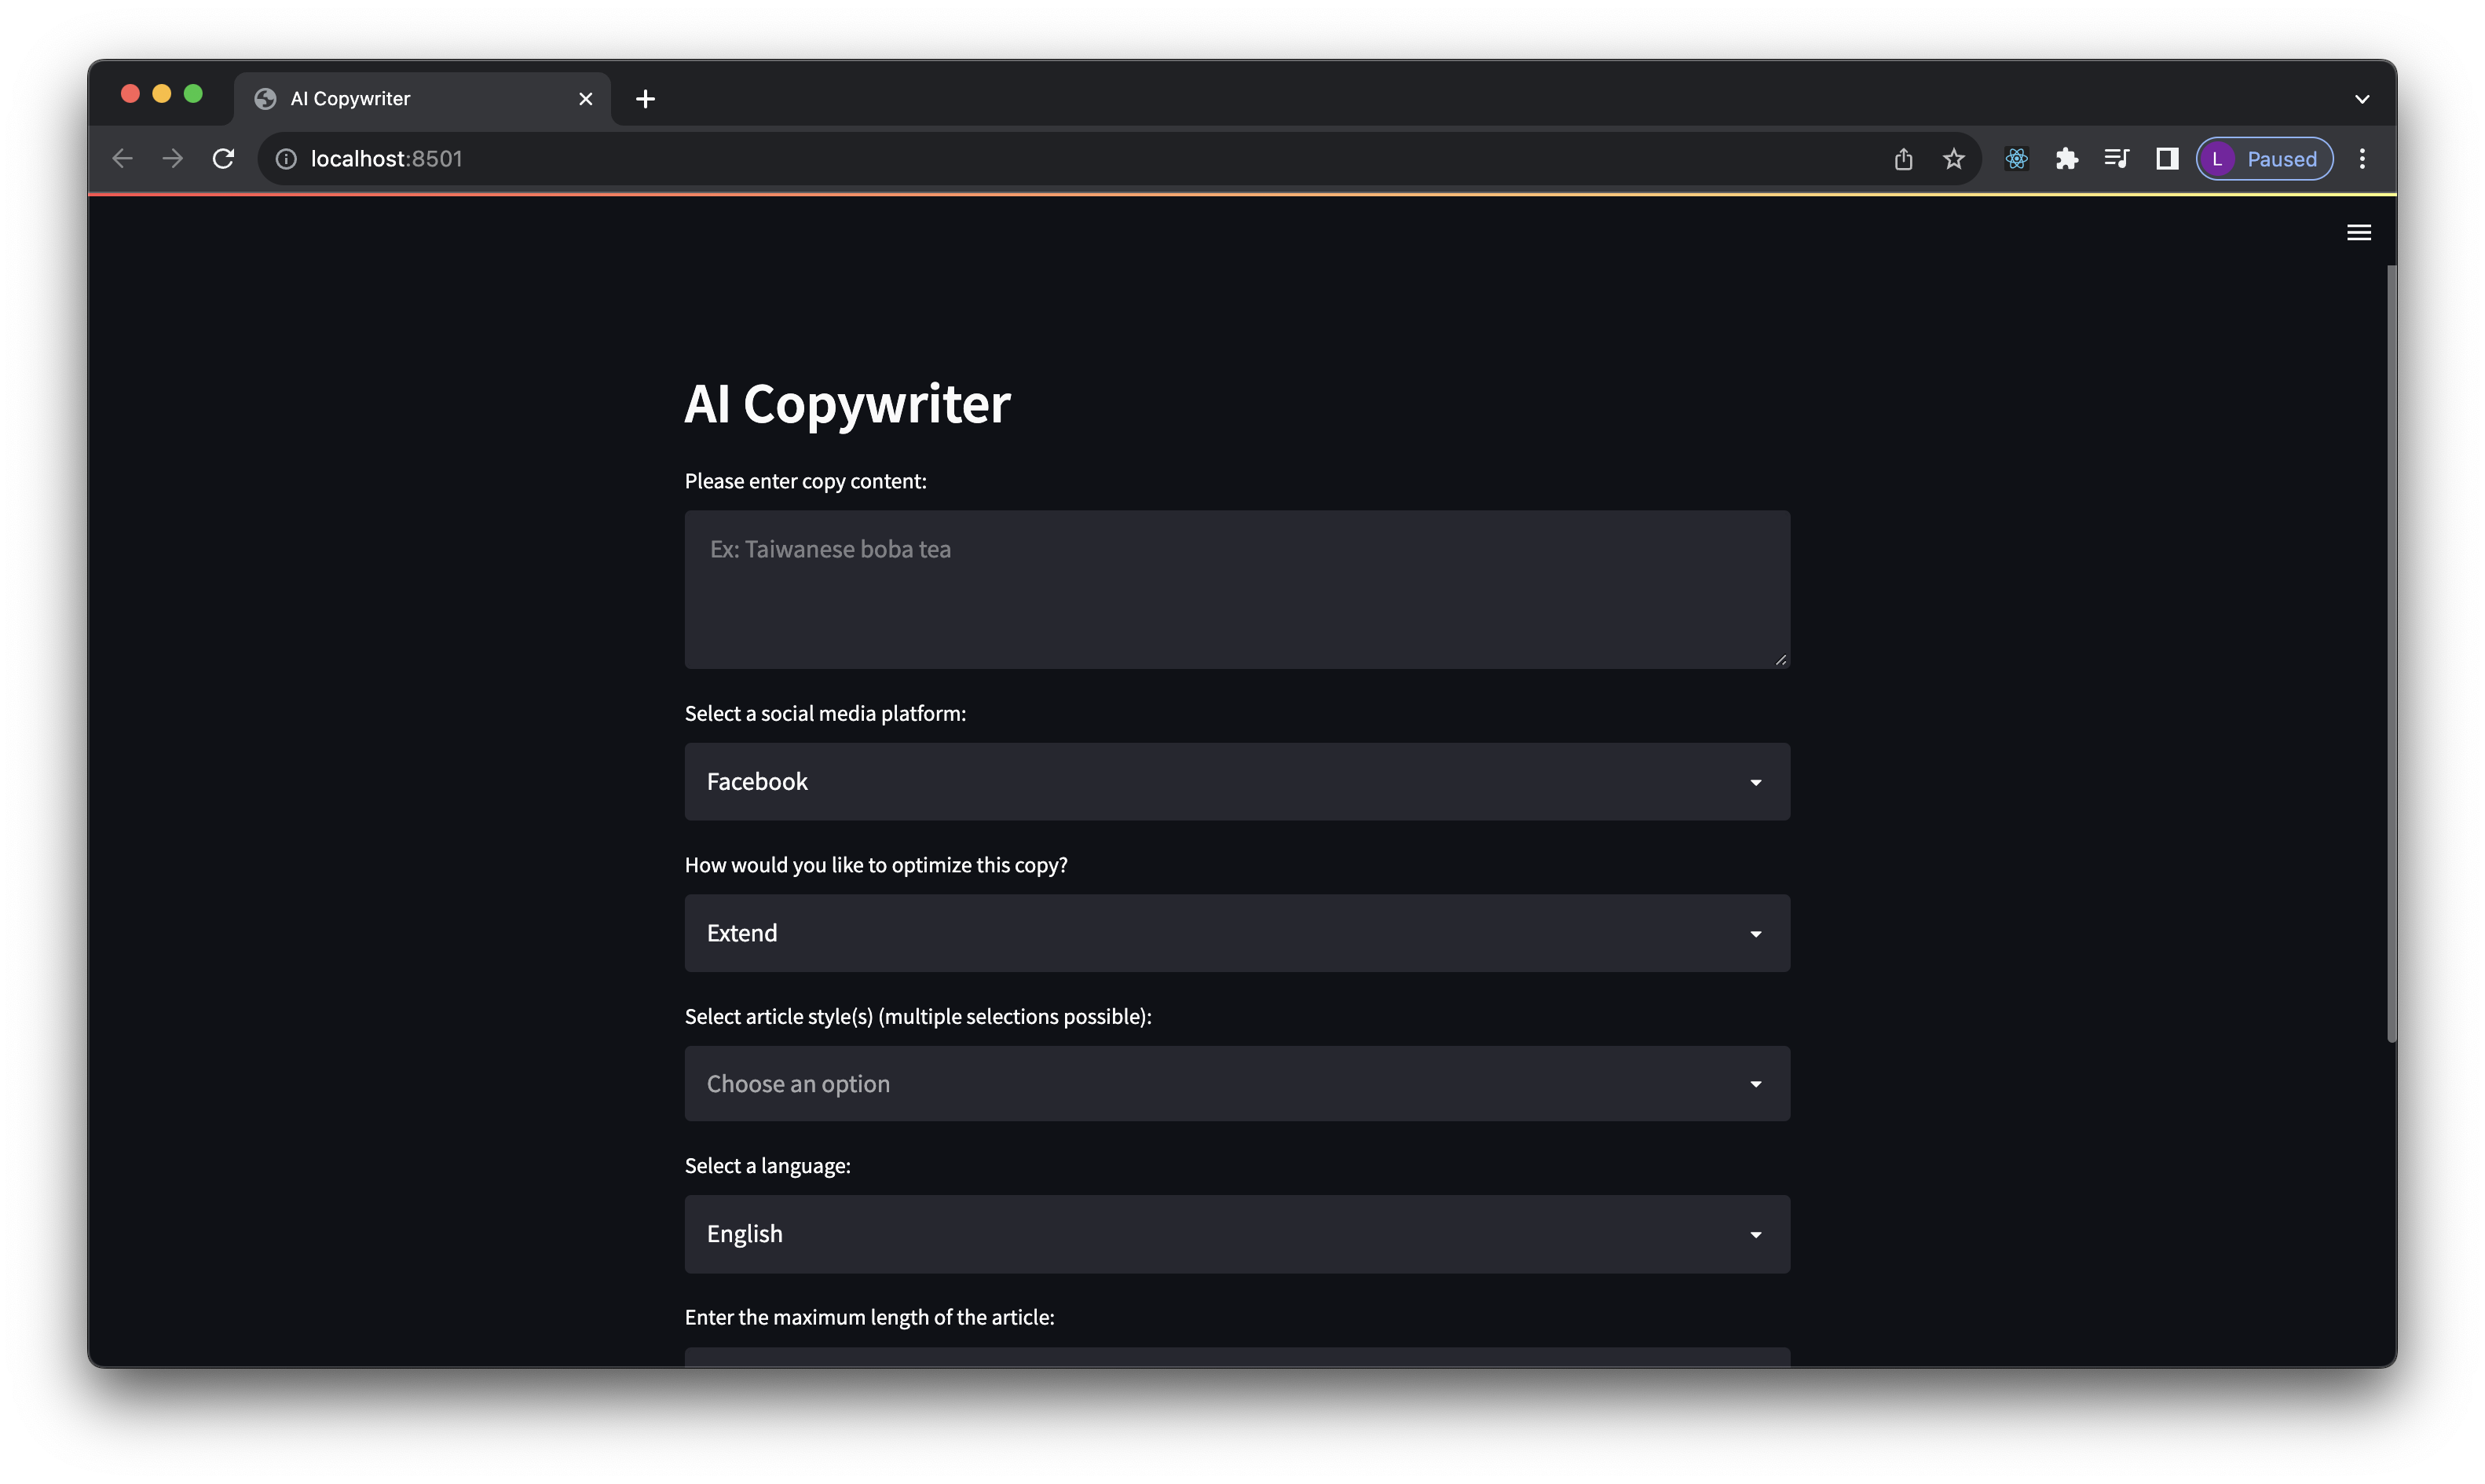 AI Copywriter
localhost:8501
L Paused
AI Copywriter
Please enter copy content:
Ex: Taiwanese boba tea
Select a social media platform:
Facebook
How would you like to optimize this copy?
Extend
Select article style(s) (multiple selections possible):
Choose an option
Select a language:
English
Enter the maximum length of the article: